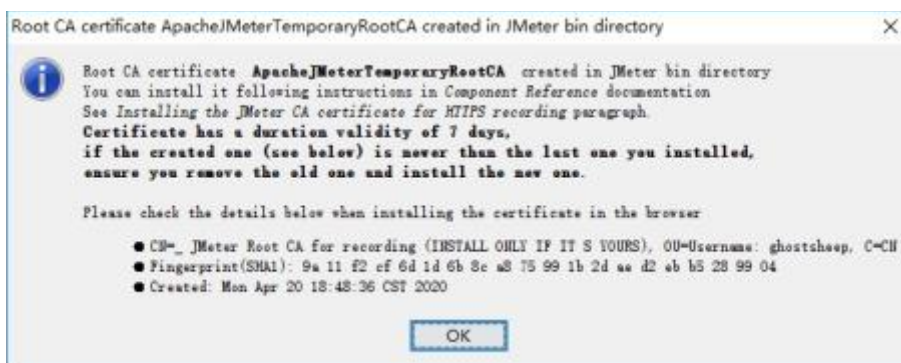 Root CA certificate ApacheJMeterTemporaryRootCA created in JMeter bin directory
Root CA certificate ApacheJMeterTemporaryRootCA created in JMeter bin directory
You can install it following instructions in Component Reference documentation
See Installing the JMeter CA certificate for HTTPS recording paragraph.
Certificate has a duration validity of 7 days,
if the created one (see below) is newer than the last one you installed,
ensure you remove the old one and install the new one.
Please check the details below when installing the certificate in the browser
● CN=_ JMeter Root CA for recording (INSTALL ONLY IF IT S YOURS), OU=Username: ghostsheep, C=CN
● Fingerprint(SHA1): 9a 11 f2 cf 6d 1d 6b 8c a8 75 99 1b 2d ae d2 eb b5 28 99 04
● Created: Mon Apr 20 18:48:36 CST 2020
OK